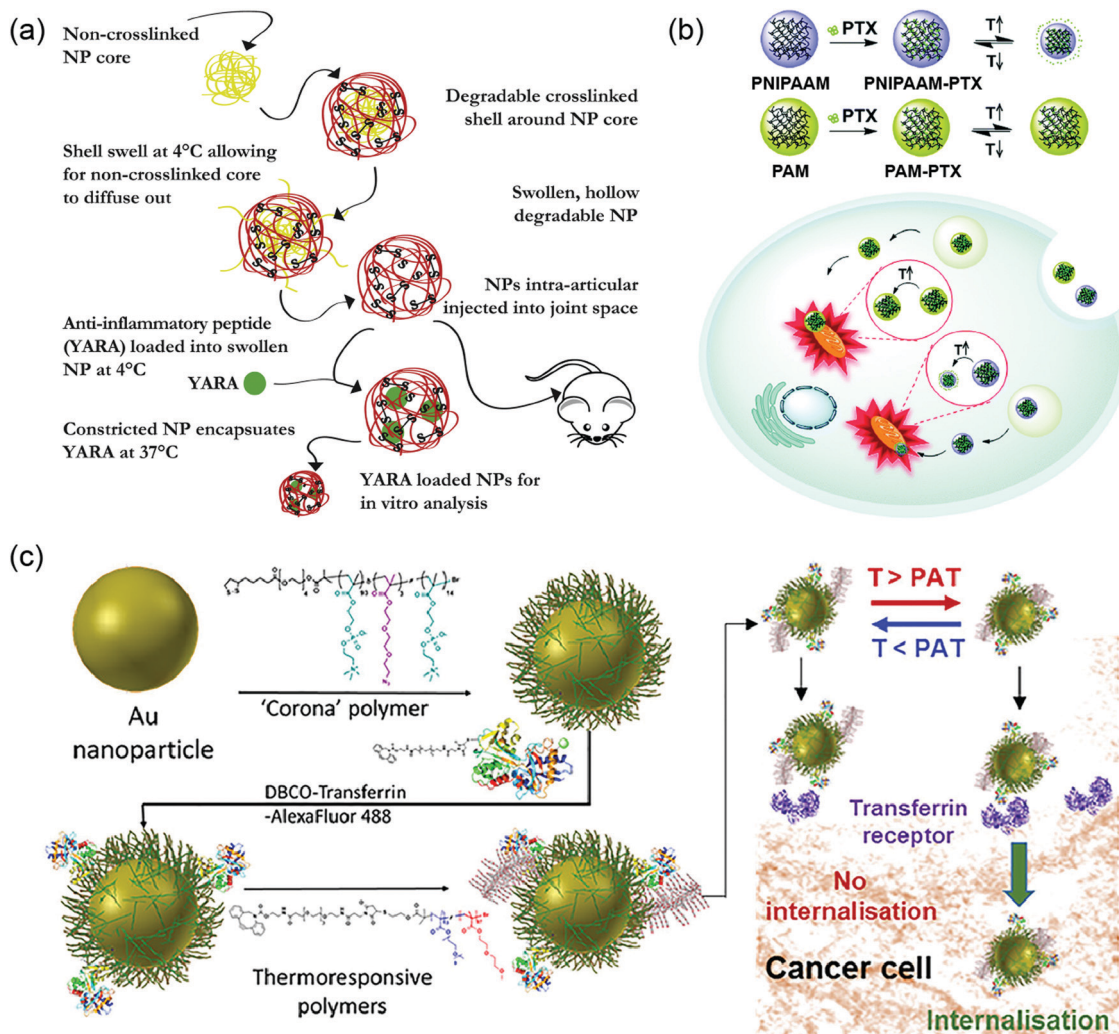 (a)
Non-crosslinked
NP core
Degradable crosslinked
shell around NP core
Shell swell at 4°C allowing
for non-crosslinked core
to diffuse out
Swollen, hollow
degradable NP
NPs intra-articular
injected into joint space
Anti-inflammatory peptide
(YARA) loaded into swollen
NP at 4°C
YARA
Constricted NP encapsuates
YARA at 37°C
YARA loaded NPs for
in vitro analysis
(b)
PTX
T↑
T↓
PNIPAAM
PNIPAAM-PTX
PTX
T↑
T↓
PAM
PAM-PTX
T↑
T↑
(c)
Au
nanoparticle
'Corona' polymer
DBCO-Transferrin
-AlexaFluor 488
Thermoresponsive
polymers
T > PAT
T < PAT
Transferrin
receptor
No
internalisation
Cancer cell
Internalisation